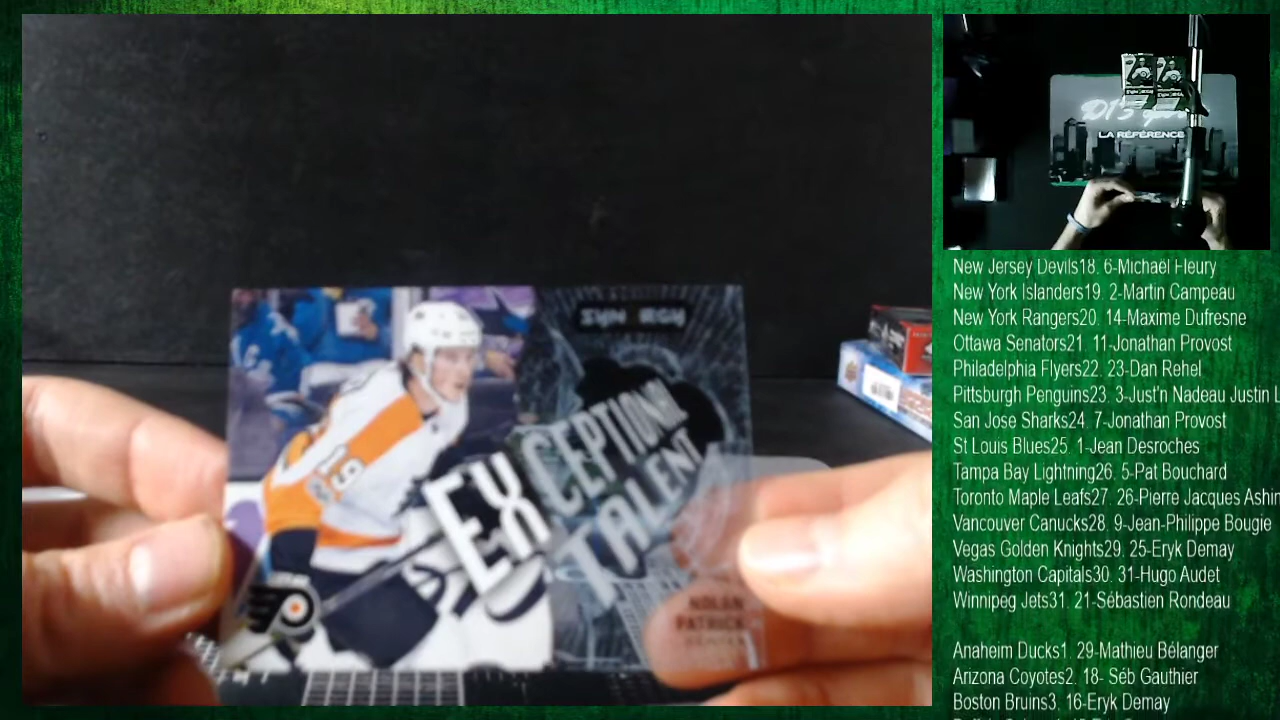 SYNERGY
EXCEPTIONAL
TALENT
19
NOLAN
PATRICK
CENTER
LA RÉFÉRENCE
New Jersey Devils18. 6-Michaël Fleury
New York Islanders19. 2-Martin Campeau
New York Rangers20. 14-Maxime Dufresne
Ottawa Senators21. 11-Jonathan Provost
Philadelphia Flyers22. 23-Dan Rehel
Pittsburgh Penguins23. 3-Just'n Nadeau Justin L
San Jose Sharks24. 7-Jonathan Provost
St Louis Blues25. 1-Jean Desroches
Tampa Bay Lightning26. 5-Pat Bouchard
Toronto Maple Leafs27. 26-Pierre Jacques Ashin
Vancouver Canucks28. 9-Jean-Philippe Bougie
Vegas Golden Knights29. 25-Eryk Demay
Washington Capitals30. 31-Hugo Audet
Winnipeg Jets31. 21-Sébastien Rondeau
Anaheim Ducks1. 29-Mathieu Bélanger
Arizona Coyotes2. 18- Séb Gauthier
Boston Bruins3. 16-Eryk Demay